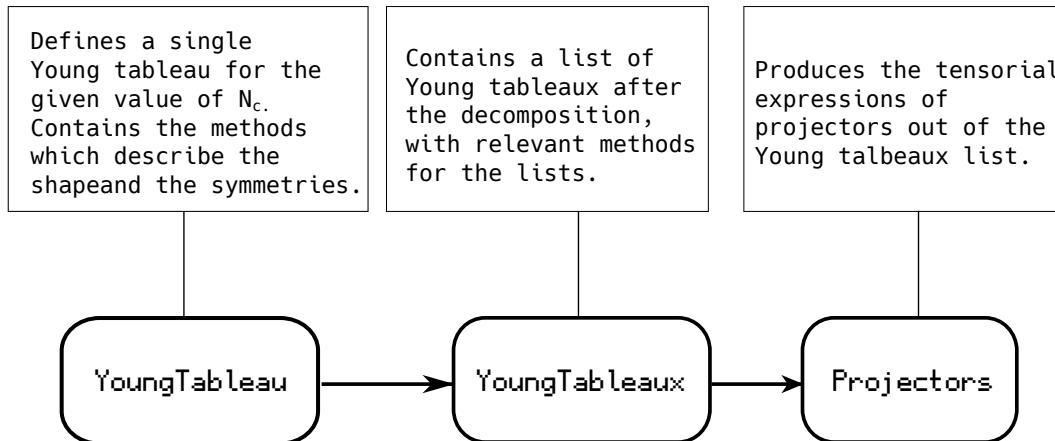 Defines a single
Young tableau for the
given value of N_c.
Contains the methods
which describe the
shapeand the symmetries.
Contains a list of
Young tableaux after
the decomposition,
with relevant methods
for the lists.
Produces the tensorial
expressions of
projectors out of the
Young talbeaux list.
YoungTableau
YoungTableaux
Projectors